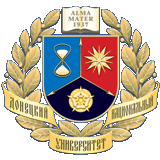 ALMA
MATER
1937
ДОНЕЦКИЙ
НАЦИОНАЛЬНЫЙ
УНИВЕРСИТЕТ